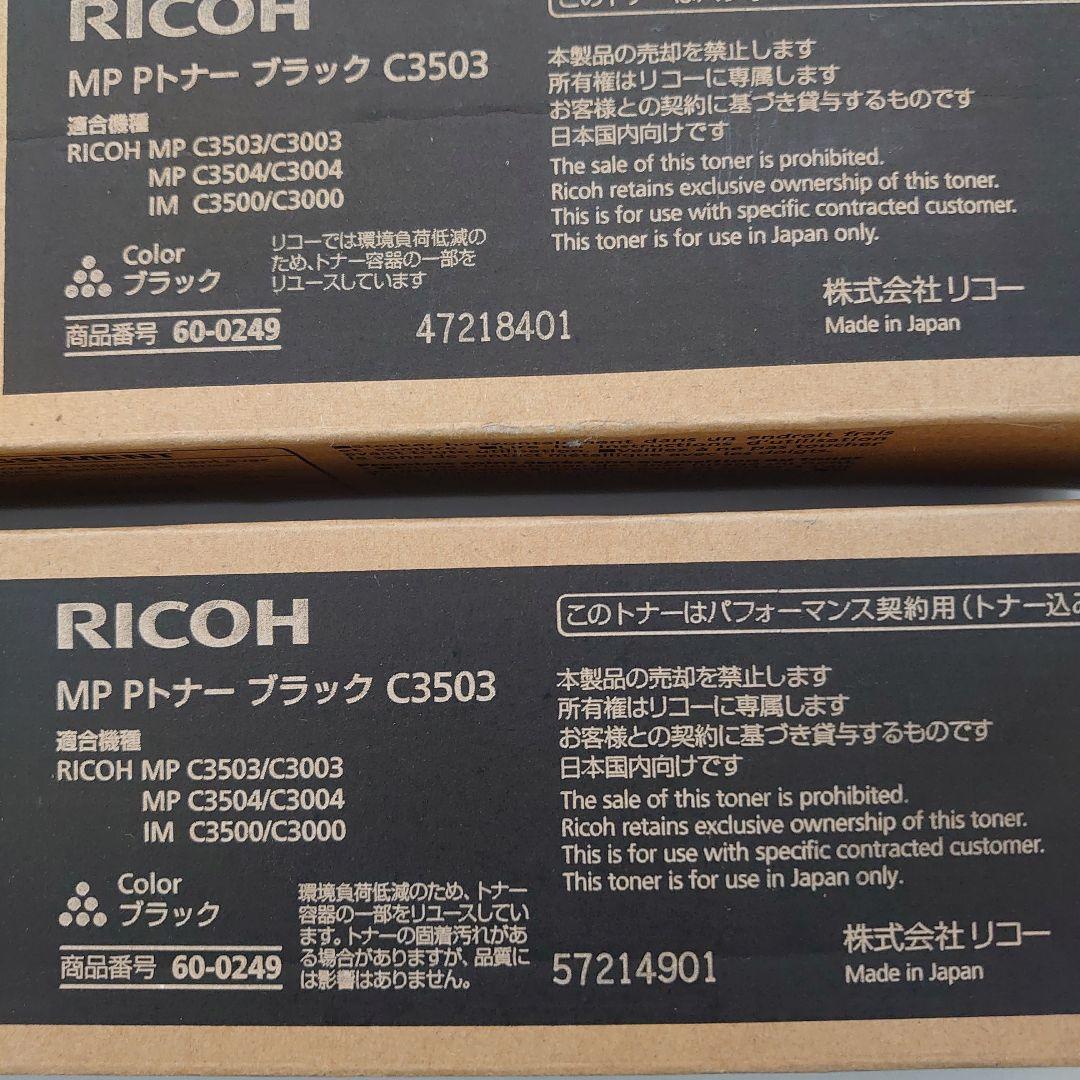 RICOH
MP Pトナー ブラック C3503
適合機種
RICOH MP C3503/C3003
MP C3504/C3004
IM C3500/C3000
Color
ブラック
リコーでは環境負荷低減の
ため、トナー容器の一部を
リユースしています
商品番号 60-0249
47218401
このトナーは
本製品の売却を禁止します
所有権はリコーに専属します
お客様との契約に基づき貸与するものです
日本国内向けです
The sale of this toner is prohibited.
Ricoh retains exclusive ownership of this toner.
This is for use with specific contracted customer.
This toner is for use in Japan only.
株式会社リコー
Made in Japan
dans un endroit frais
RICOH
MP Pトナー ブラック C3503
適合機種
RICOH MP C3503/C3003
MP C3504/C3004
IM C3500/C3000
Color
ブラック
環境負荷低減のため、トナー
容器の一部をリユースしてい
ます。トナーの固着汚れがあ
る場合がありますが、品質に
は影響はありません。
商品番号 60-0249
57214901
このトナーはパフォーマンス契約用(トナー込み
本製品の売却を禁止します
所有権はリコーに専属します
お客様との契約に基づき貸与するものです
日本国内向けです
The sale of this toner is prohibited.
Ricoh retains exclusive ownership of this toner.
This is for use with specific contracted customer.
This toner is for use in Japan only.
株式会社リコー
Made in Japan